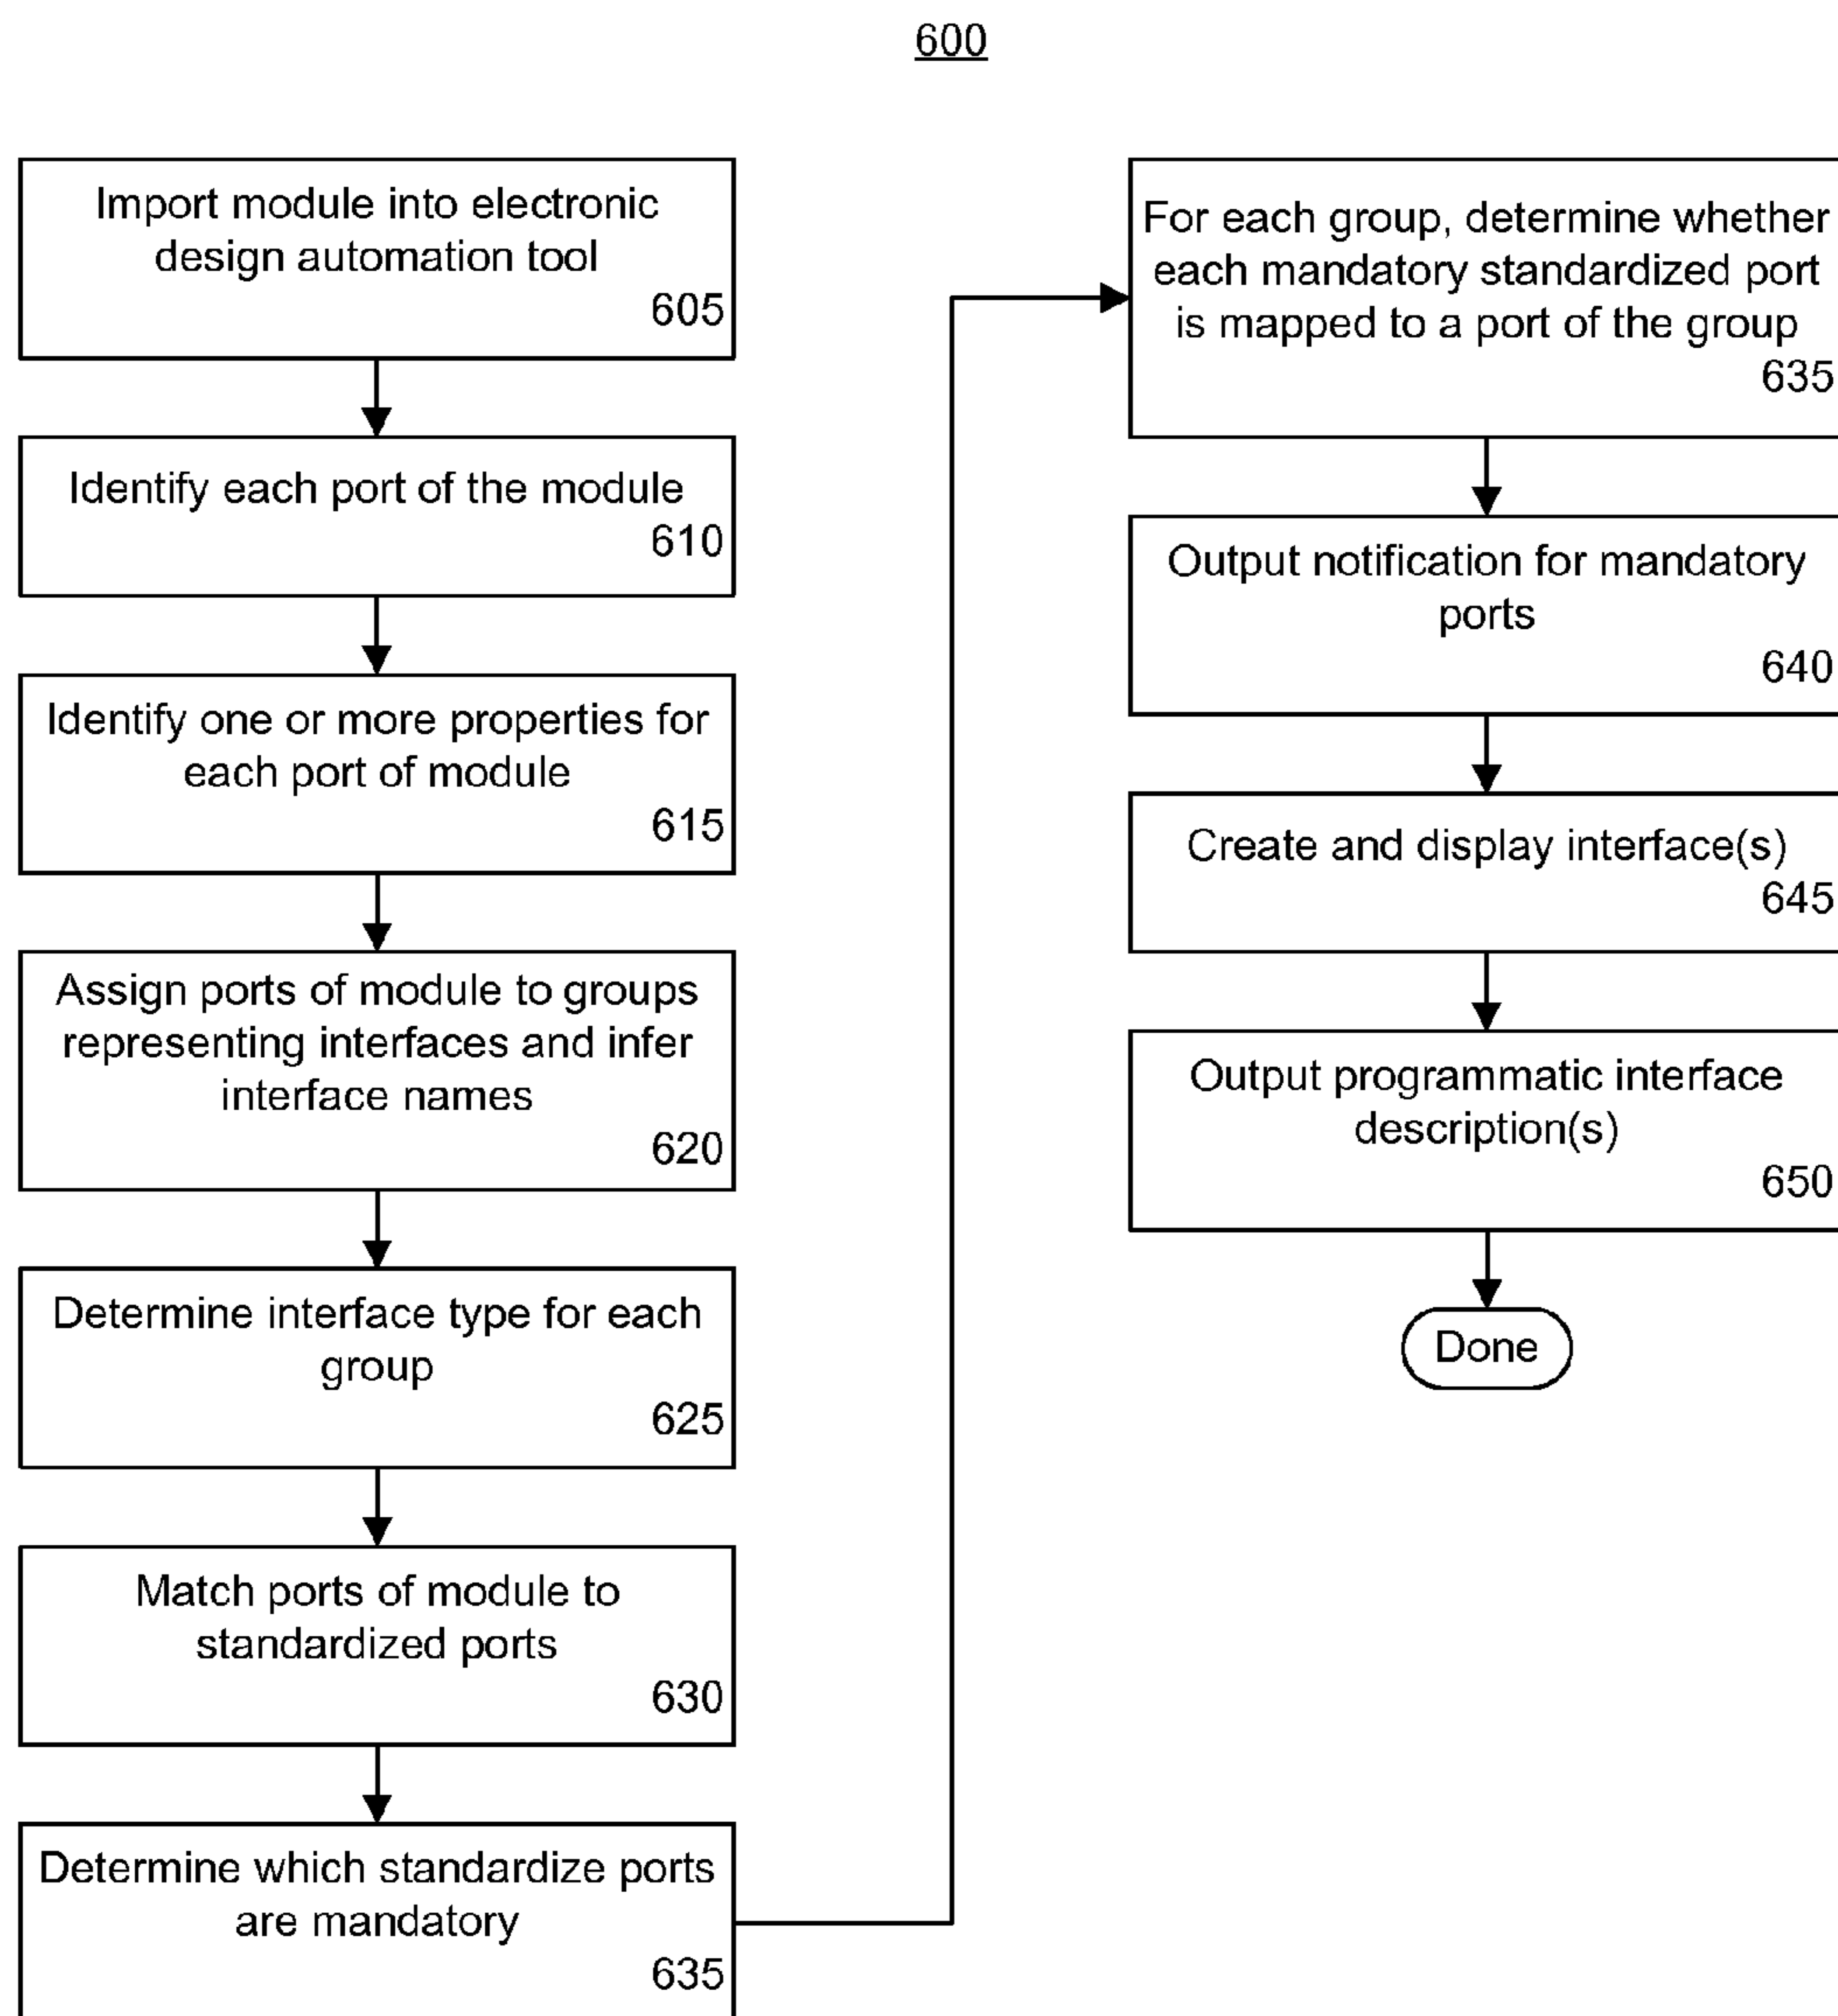 600
Import module into electronic
design automation tool
605
Identify each port of the module
610
Identify one or more properties for
each port of module
615
Assign ports of module to groups
representing interfaces and infer
interface names
620
Determine interface type for each
group
625
Match ports of module to
standardized ports
630
Determine which standardize ports
are mandatory
635
For each group, determine whether
each mandatory standardized port
is mapped to a port of the group
635
Output notification for mandatory
ports
640
Create and display interface(s)
645
Output programmatic interface
description(s)
650
Done